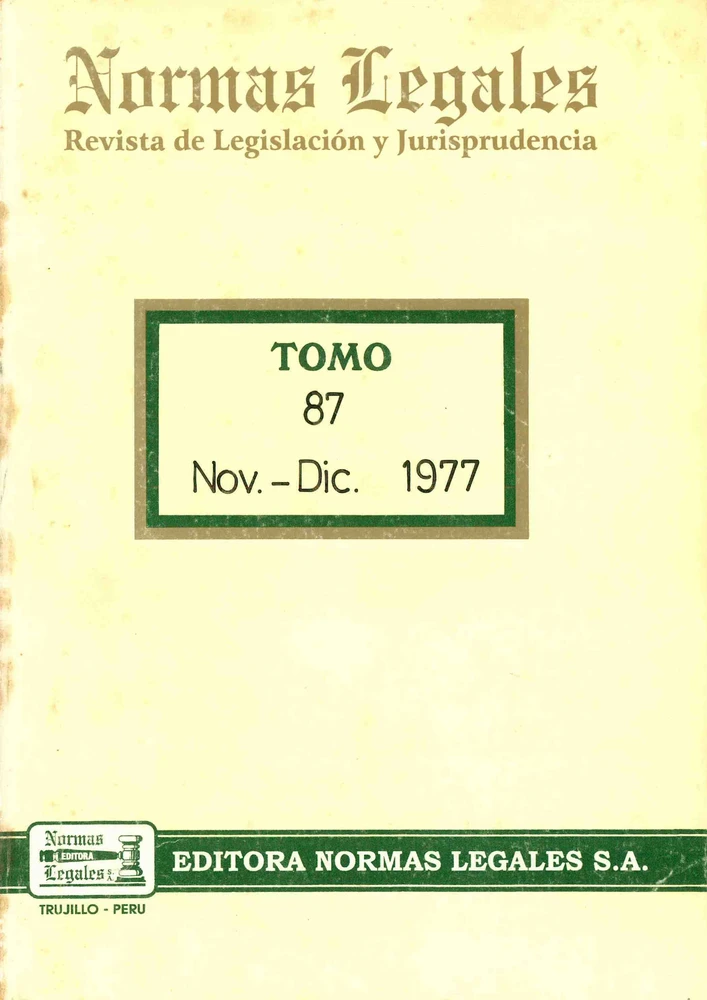 Normas Legales
Revista de Legislación y Jurisprudencia
TOMO
87
Nov. - Dic. 1977
Normas
EDITORA
Legales
EDITORA NORMAS LEGALES S.A.
TRUJILLO - PERU